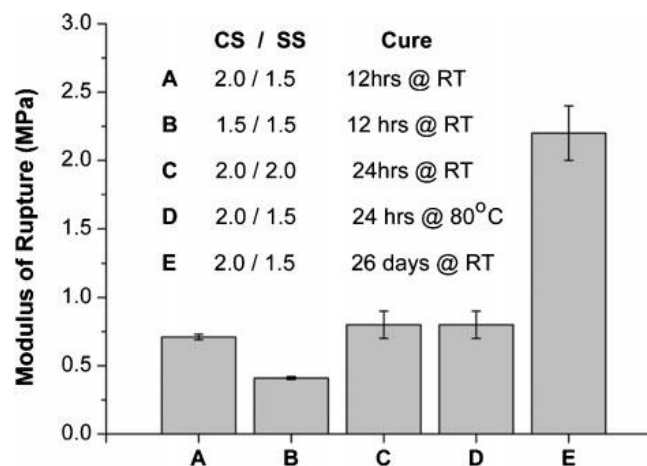 3.0
CS / SS Cure
A 2.0 / 1.5 12hrs @ RT
2.5
B 1.5 / 1.5 12 hrs @ RT
2.0
C 2.0 / 2.0 24hrs @ RT
D 2.0 / 1.5 24 hrs @ 80°C
1.5
E 2.0 / 1.5 26 days @ RT
1.0
0.5
0.0
A B C D E
Modulus of Rupture (MPa)